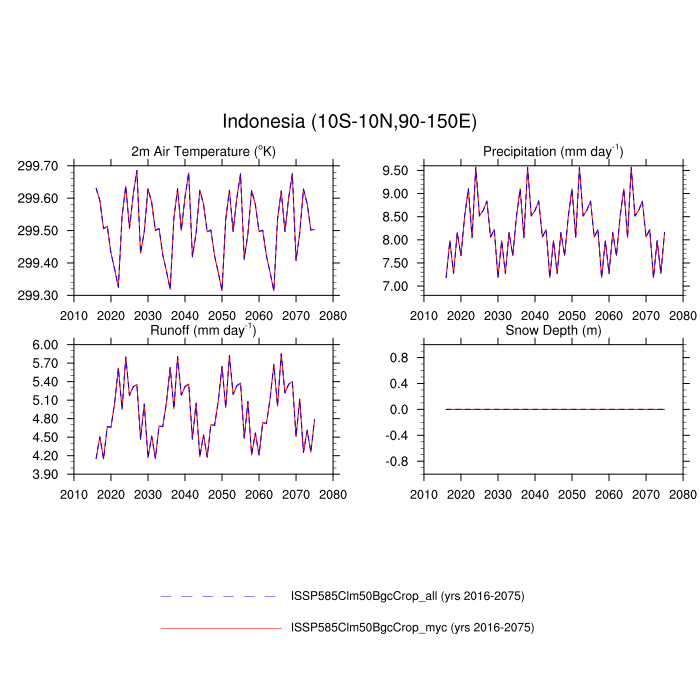 Indonesia (10S-10N,90-150E)
2m Air Temperature (°K)
Precipitation (mm day⁻¹)
299.70
299.60
299.50
299.40
299.30
2010 2020 2030 2040 2050 2060 2070 2080
9.50
9.00
8.50
8.00
7.50
7.00
2010 2020 2030 2040 2050 2060 2070 2080
Runoff (mm day⁻¹)
Snow Depth (m)
6.00
5.70
5.40
5.10
4.80
4.50
4.20
3.90
2010 2020 2030 2040 2050 2060 2070 2080
0.8
0.4
0.0
-0.4
-0.8
2010 2020 2030 2040 2050 2060 2070 2080
ISSP585Clm50BgcCrop_all (yrs 2016-2075)
ISSP585Clm50BgcCrop_myc (yrs 2016-2075)